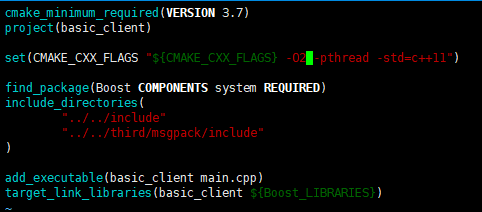 cmake_minimum_required(VERSION 3.7)
project(basic_client)
set(CMAKE_CXX_FLAGS "${CMAKE_CXX_FLAGS} -O2 -pthread -std=c++11")
find_package(Boost COMPONENTS system REQUIRED)
include_directories(
"../../include"
"../../third/msgpack/include"
)
add_executable(basic_client main.cpp)
target_link_libraries(basic_client ${Boost_LIBRARIES})
~